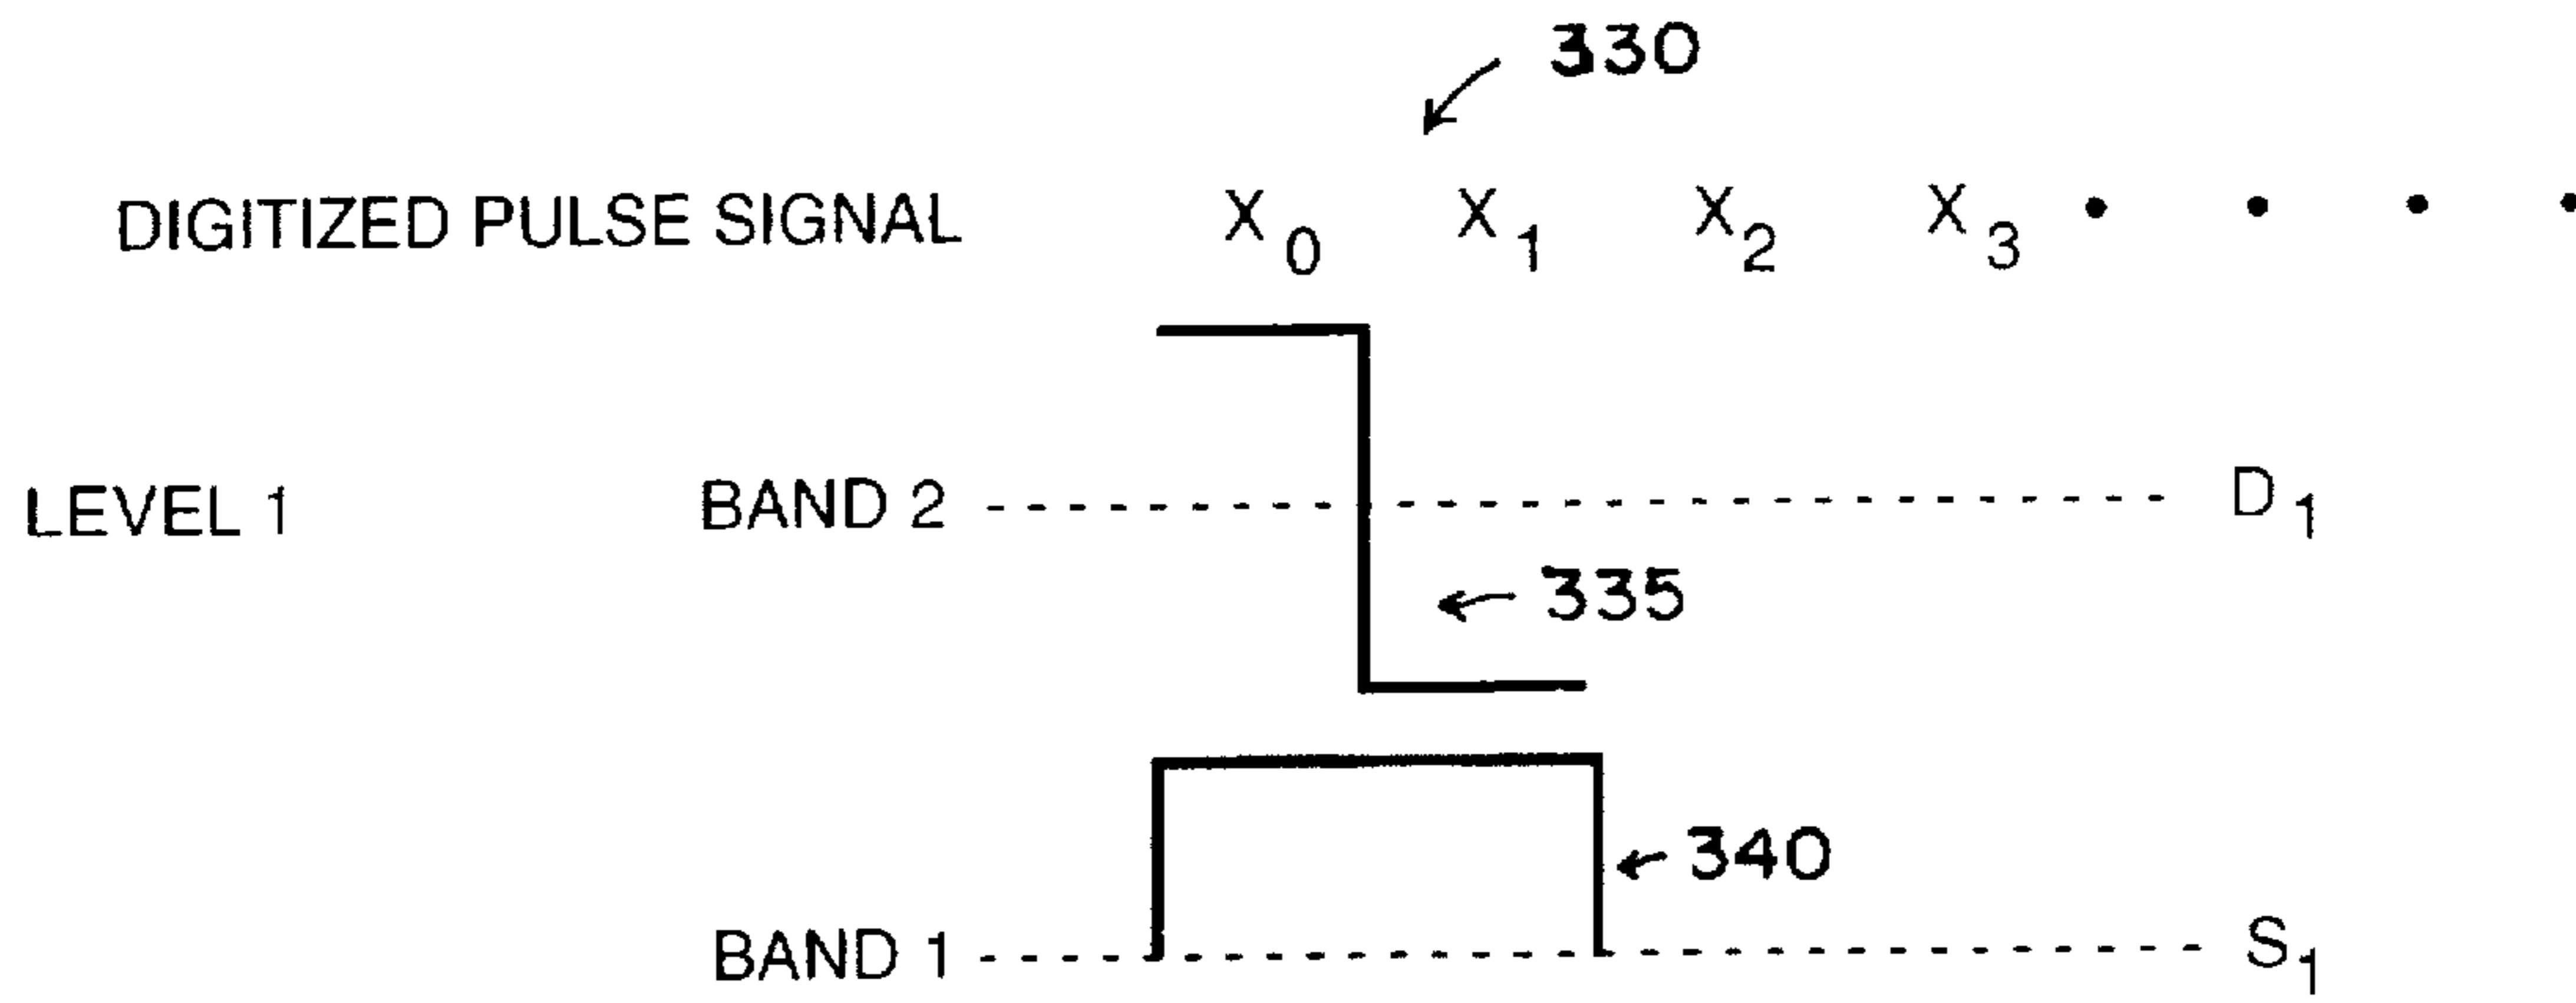 330
DIGITIZED PULSE SIGNAL X0 X1 X2 X3 • • • •
LEVEL 1 BAND 2 D1
335
340
BAND 1 S1